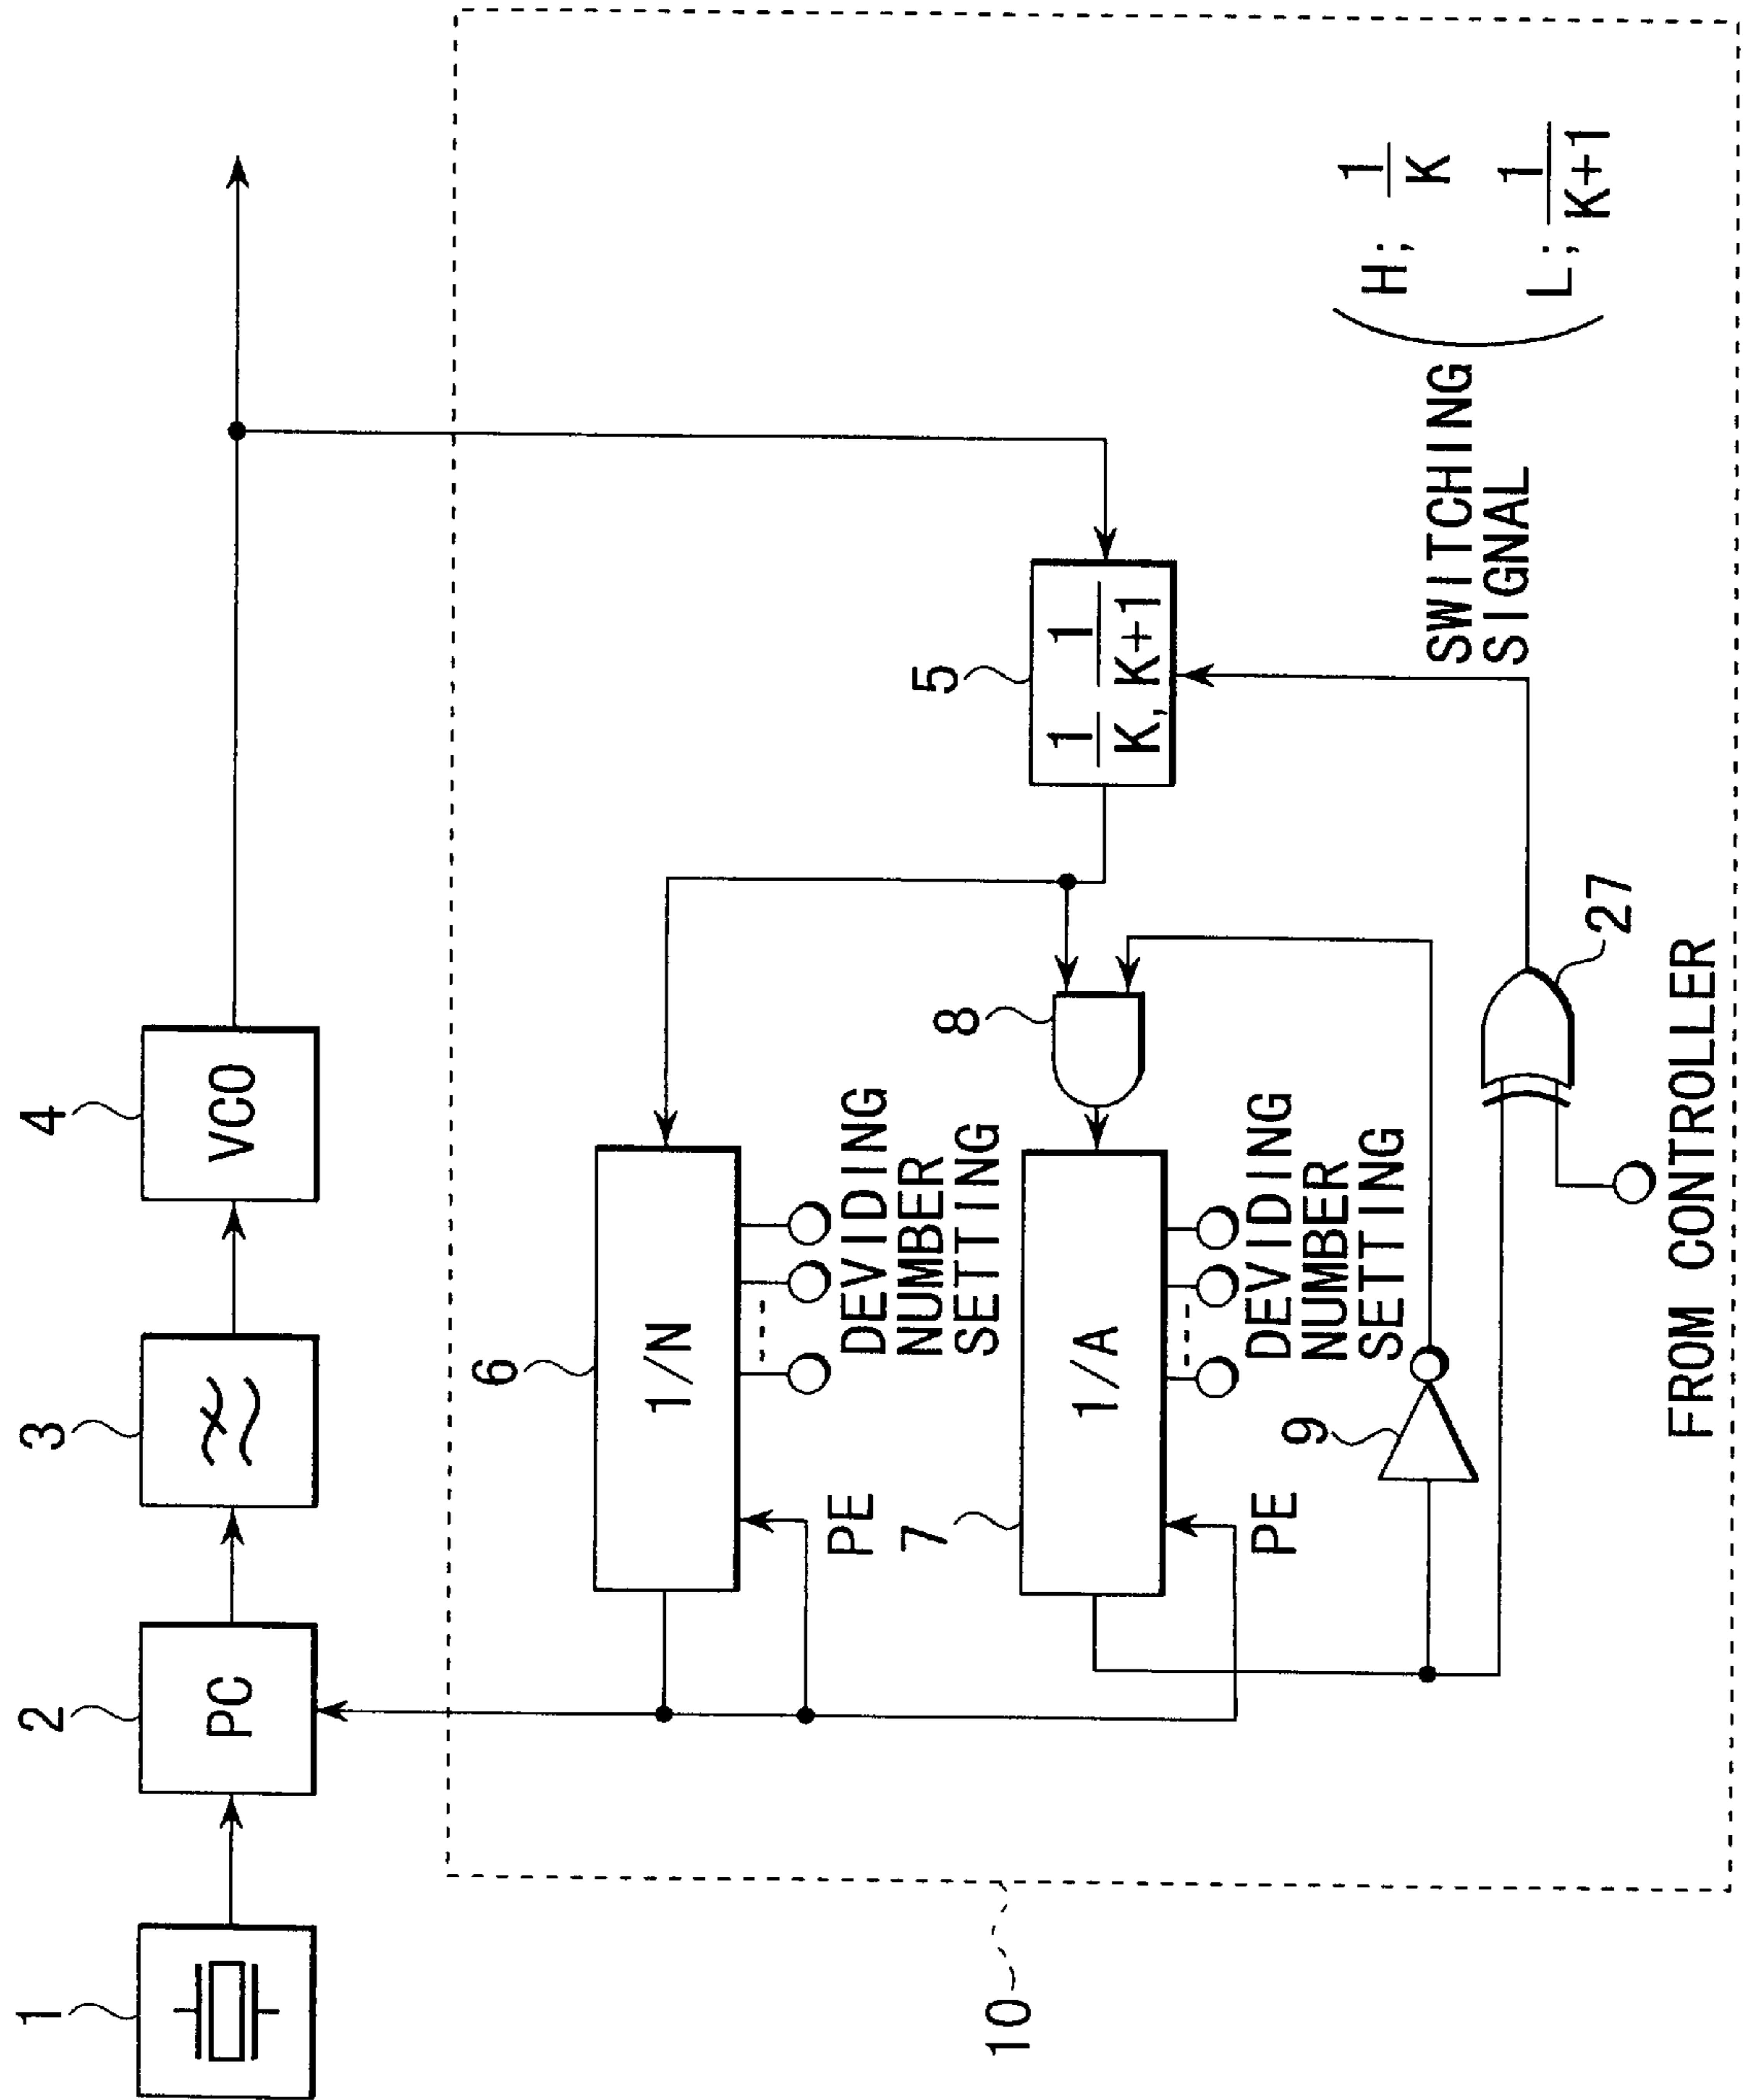 1
2
3
4
PC
VCO
10
6
1/N
PE
DEVIDING
NUMBER
SETTING
5
1 1
K, K+1
8
7
1/A
PE
DEVIDING
NUMBER
SETTING
9
27
FROM CONTROLLER
SWITCHING
SIGNAL
H; 1/K
L; 1/K+1